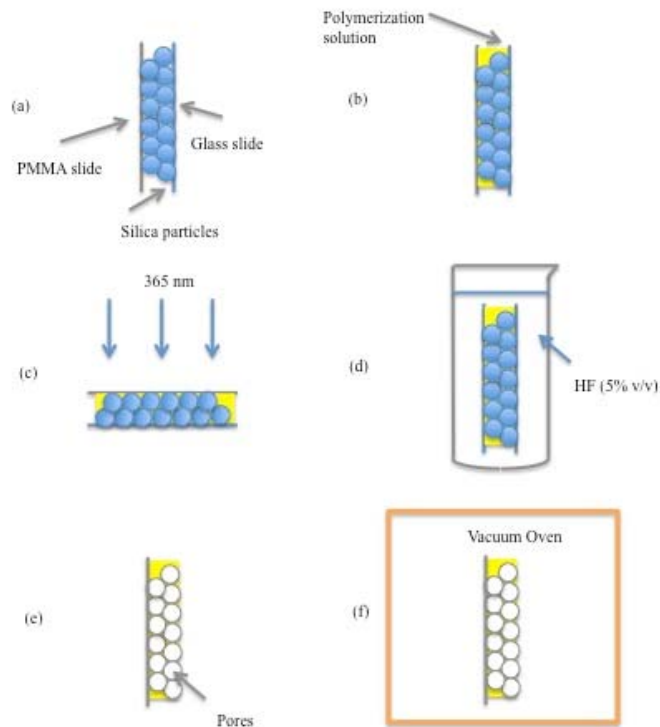 Polymerization
solution
(a)
(b)
Glass slide
PMMA slide
Silica particles
365 nm
(c)
(d)
HF (5% v/v)
Vacuum Oven
(e)
(f)
Pores